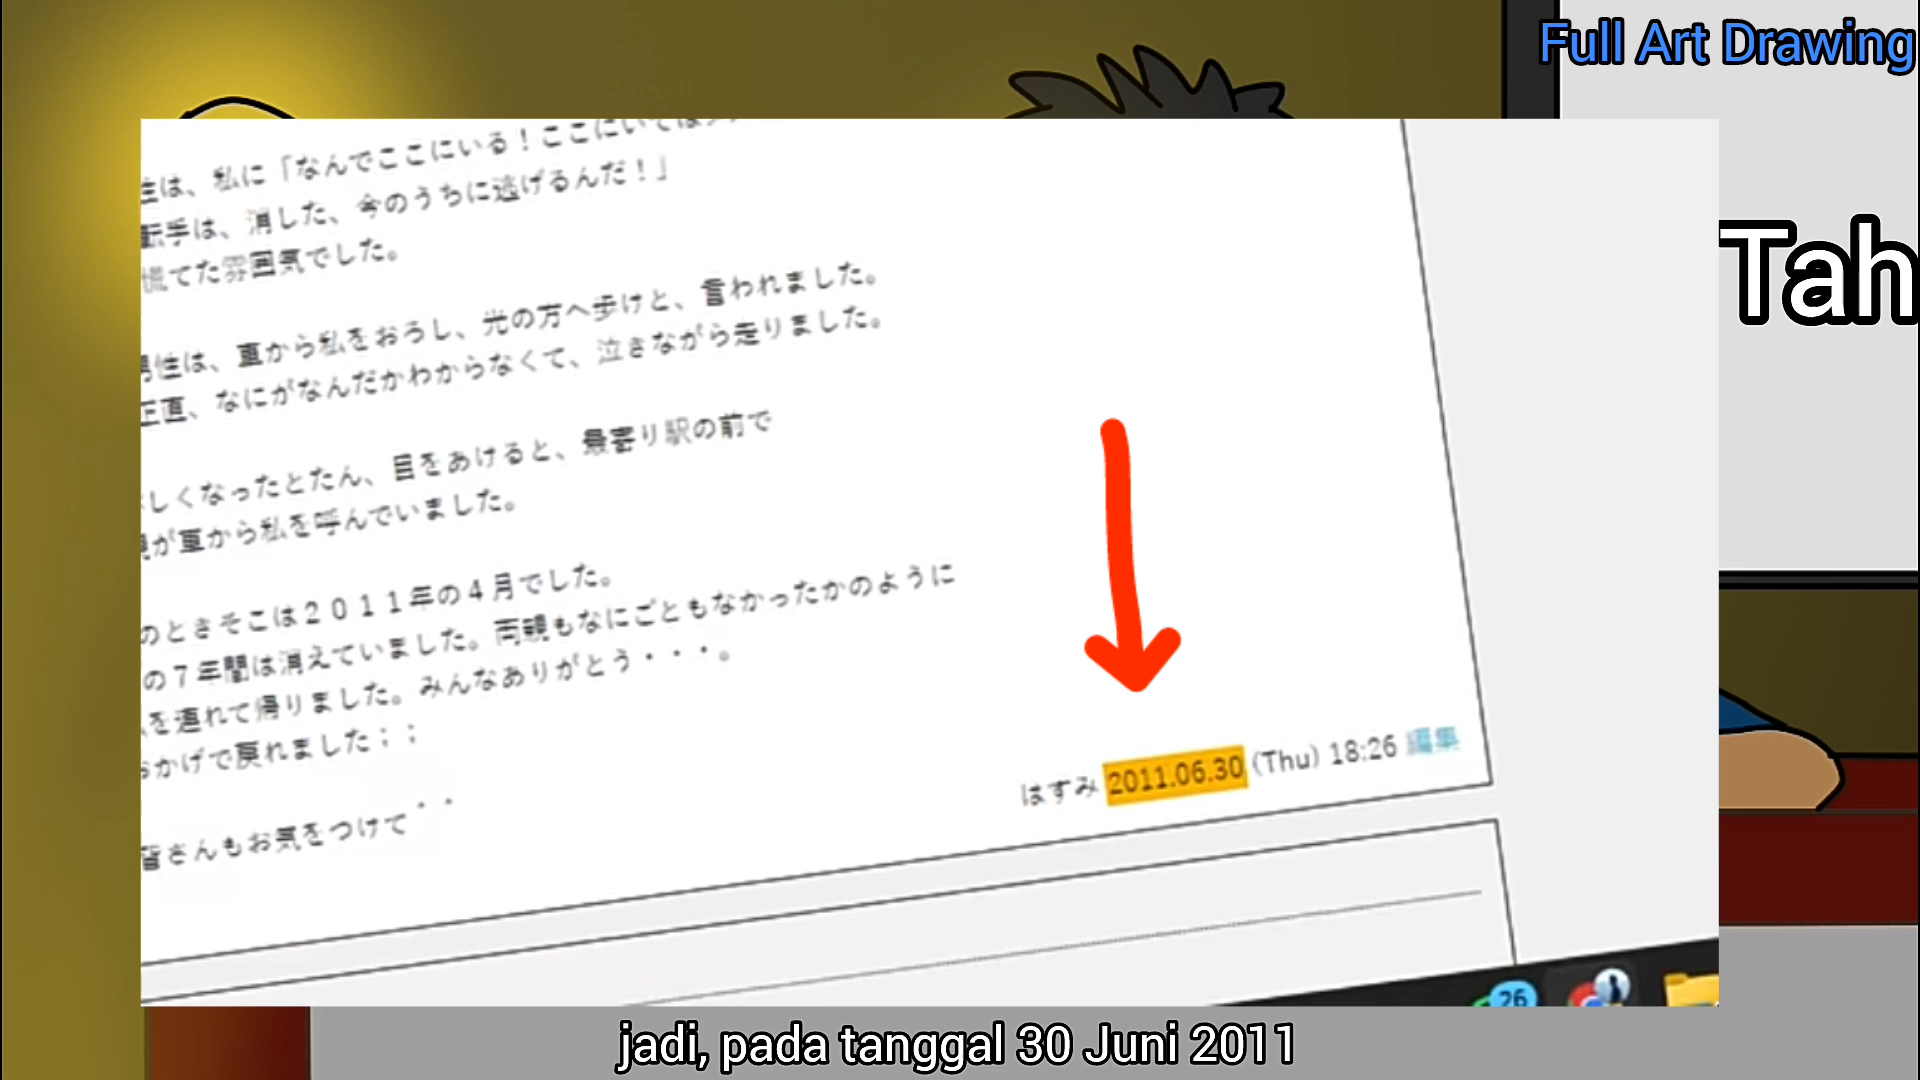 Full Art Drawing
Tah
性は、私に「なんでここにいる!ここにいては
転手は、消した、今のうちに逃げるんだ!」
慌てた雰囲気でした。
男性は、車から私をおろし、光の方へ歩けと、言われました。
正直、なにがなんだかわからなくて、泣きながら走りました。
しくなったとたん、目をあけると、最寄り駅の前で
親が車から私を呼んでいました。
のときそこは2011年の4月でした。
の7年間は消えていました。両親もなにごともなかったかのように
を連れて帰りました。みんなありがとう・・・。
おかげで戻れました;;
皆さんもお気をつけて・・
はすみ 2011.06.30 (Thu) 18:26 編集
26
jadi, pada tanggal 30 Juni 2011